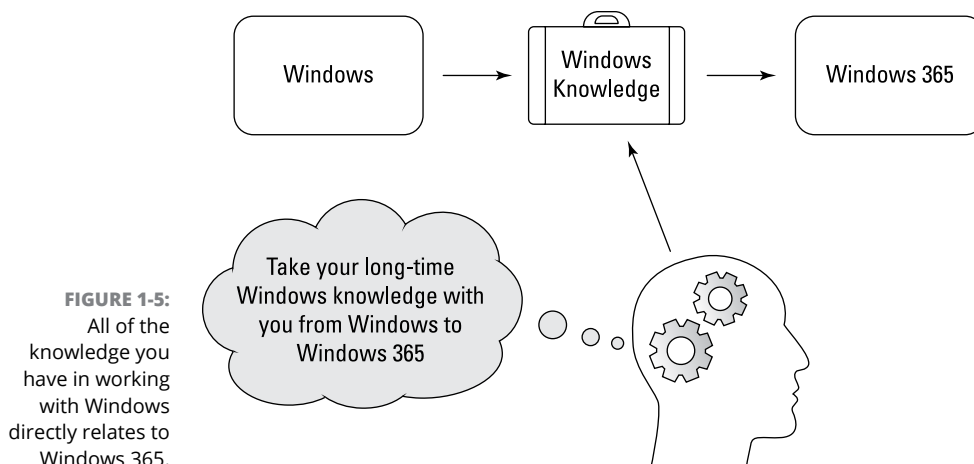 Windows
Windows
Knowledge
Windows 365
Take your long-time
Windows knowledge with
you from Windows to
Windows 365
FIGURE 1-5:
All of the
knowledge you
have in working
with Windows
directly relates to
Windows 365.